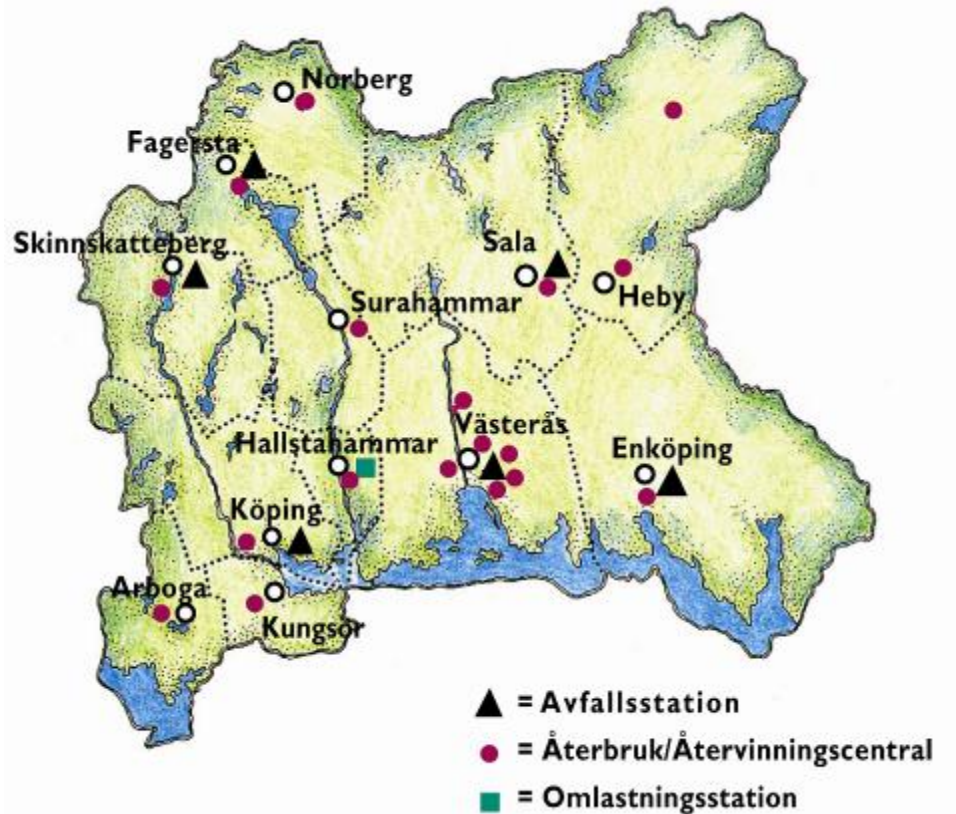 Norberg
Fagersta
Skinnskatteberg
Sala
Heby
Surahammar
Västerås
Hallstahammar
Enköping
Köping
Arboga
Kungsör
= Avfallsstation
= Återbruk/Återvinningscentral
= Omlastningsstation